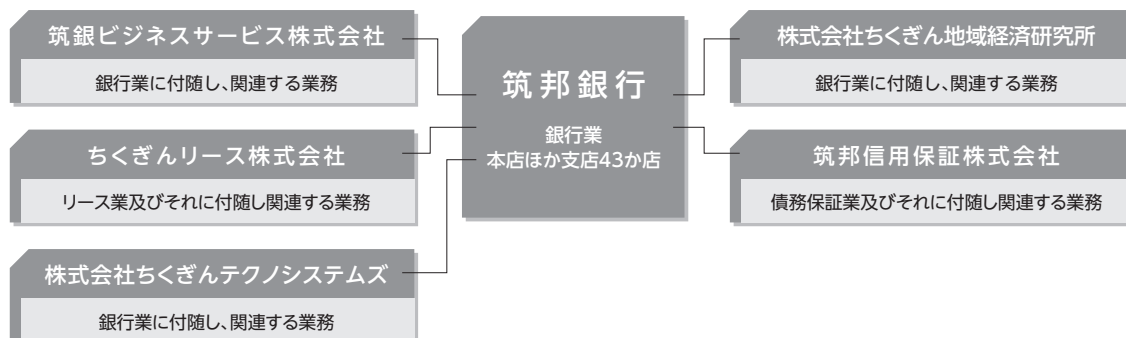 筑銀ビジネスサービス株式会社
銀行業に付随し、関連する業務
ちくぎんリース株式会社
リース業及びそれに付随し関連する業務
株式会社ちくぎんテクノシステムズ
銀行業に付随し、関連する業務
筑邦銀行
銀行業
本店ほか支店43か店
株式会社ちくぎん地域経済研究所
銀行業に付随し、関連する業務
筑邦信用保証株式会社
債務保証業及びそれに付随し関連する業務